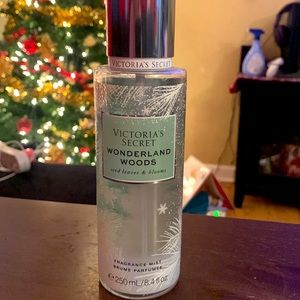 VICTORIA'S SECRET
VICTORIA'S
SECRET
WONDERLAND
WOODS
iced leaves & blooms
FRAGRANCE MIST
BRUME PARFUMÉE
℮ 250 mL/8.4 fl oz